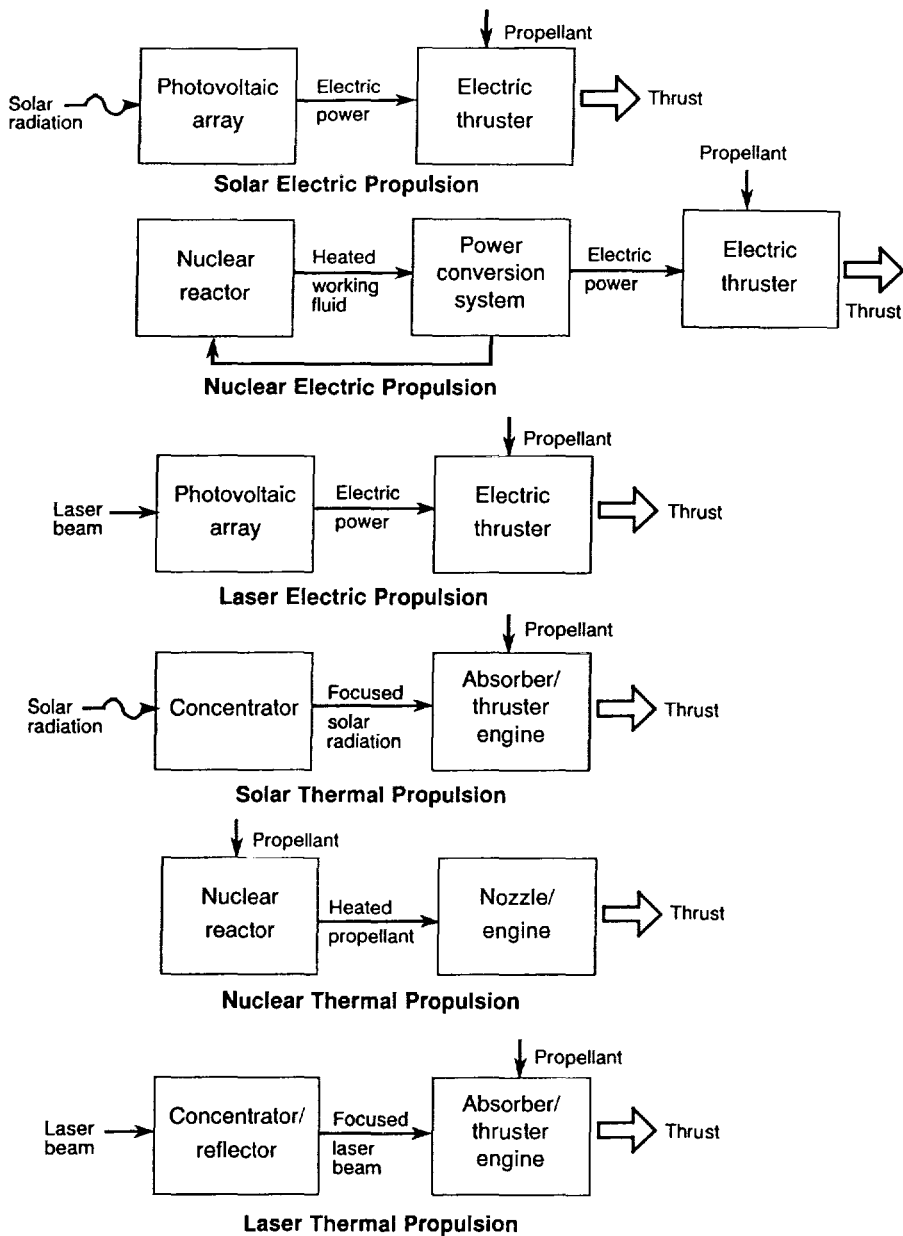 Propellant
Solar
radiation
Photovoltaic
array
Electric
power
Electric
thruster
Thrust
Solar Electric Propulsion
Propellant
Nuclear
reactor
Heated
working
fluid
Power
conversion
system
Electric
power
Electric
thruster
Thrust
Nuclear Electric Propulsion
Propellant
Laser
beam
Photovoltaic
array
Electric
power
Electric
thruster
Thrust
Laser Electric Propulsion
Propellant
Solar
radiation
Concentrator
Focused
solar
radiation
Absorber/
thruster
engine
Thrust
Solar Thermal Propulsion
Propellant
Nuclear
reactor
Heated
propellant
Nozzle/
engine
Thrust
Nuclear Thermal Propulsion
Propellant
Laser
beam
Concentrator/
reflector
Focused
laser
beam
Absorber/
thruster
engine
Thrust
Laser Thermal Propulsion